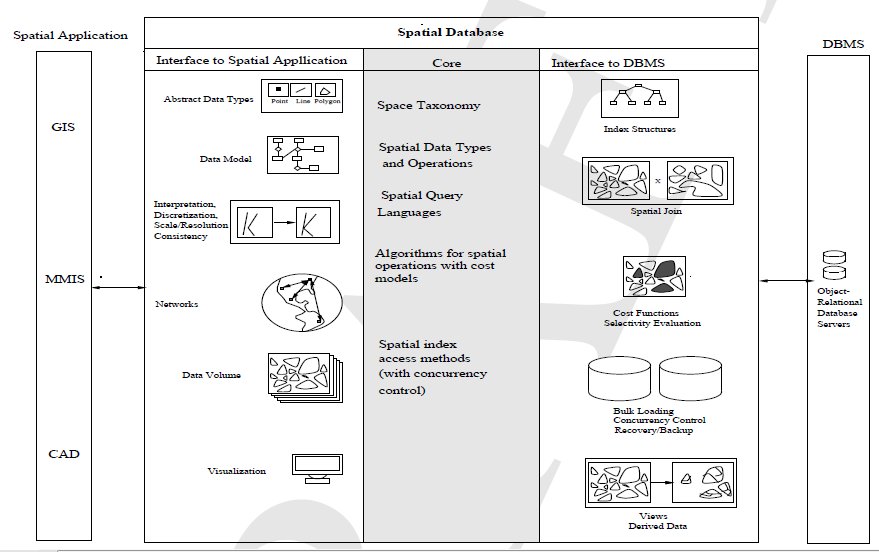 Spatial Application
Spatial Database
DBMS
Interface to Spatial Appllication
Core
Interface to DBMS
GIS
MMIS
CAD
Abstract Data Types
Point Line Polygon
Data Model
Interpretation,
Discretization,
Scale/Resolution
Consistency
Networks
Data Volume
Visualization
Space Taxonomy
Spatial Data Types
and Operations
Spatial Query
Languages
Algorithms for spatial
operations with cost
models
Spatial index
access methods
(with concurrency
control)
Index Structures
x
Spatial Join
Cost Functions
Selectivity Evaluation
Bulk Loading
Concurrency Control
Recovery/Backup
Views
Derived Data
Object-
Relational
Database
Servers